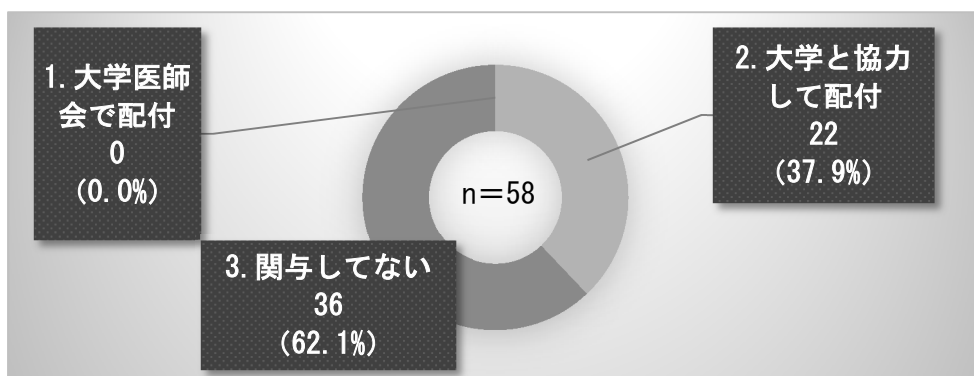 1. 大学医師
会で配付
0
(0.0%)
2. 大学と協力
して配付
22
(37.9%)
n＝58
3. 関与してない
36
(62.1%)